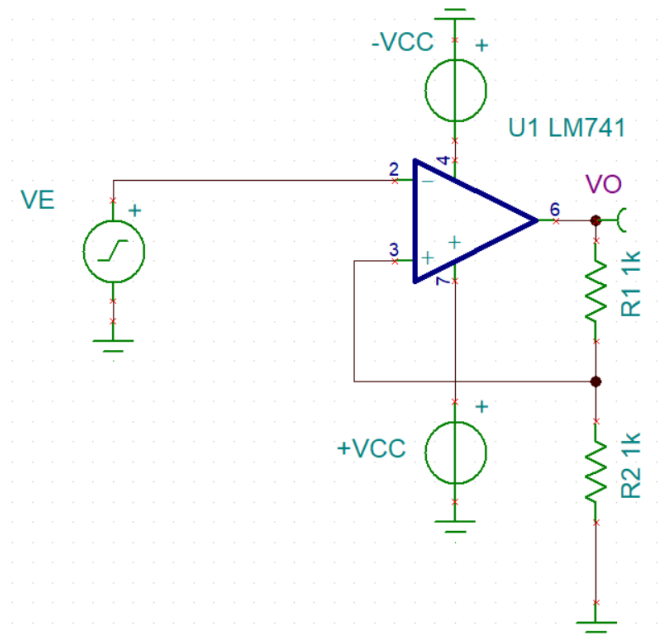 -VCC
+
U1 LM741
4
2
VE
+
−
VO
6
3
+
+
7
R1 1k
+
+VCC
R2 1k